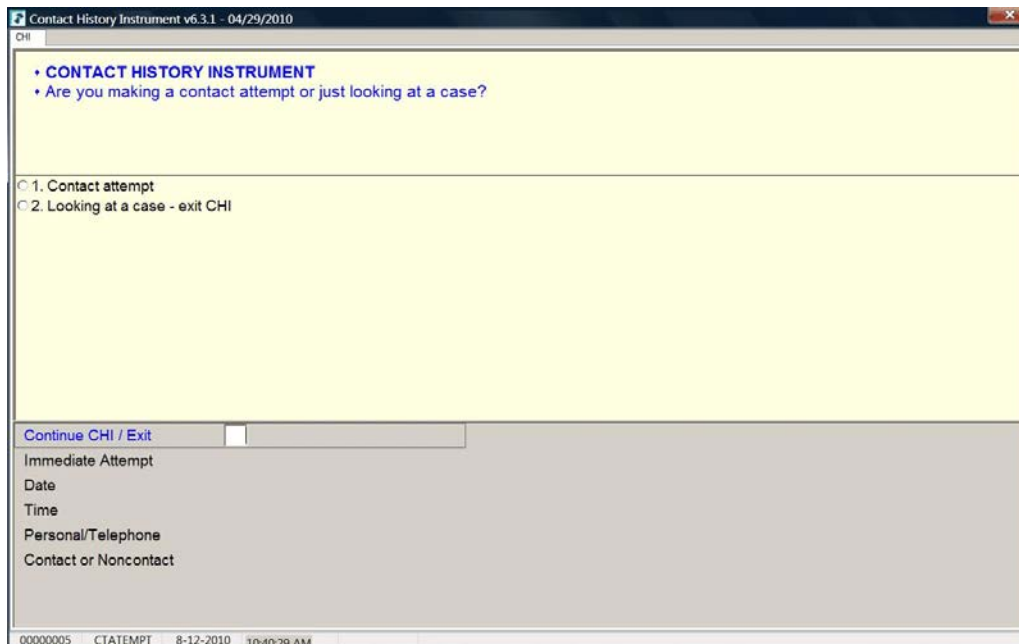 Contact History Instrument v6.3.1 - 04/29/2010
CHI
• CONTACT HISTORY INSTRUMENT
• Are you making a contact attempt or just looking at a case?
1. Contact attempt
2. Looking at a case - exit CHI
Continue CHI / Exit
Immediate Attempt
Date
Time
Personal/Telephone
Contact or Noncontact
00000005 CTATEMPT 8-12-2010 10:40:29 AM